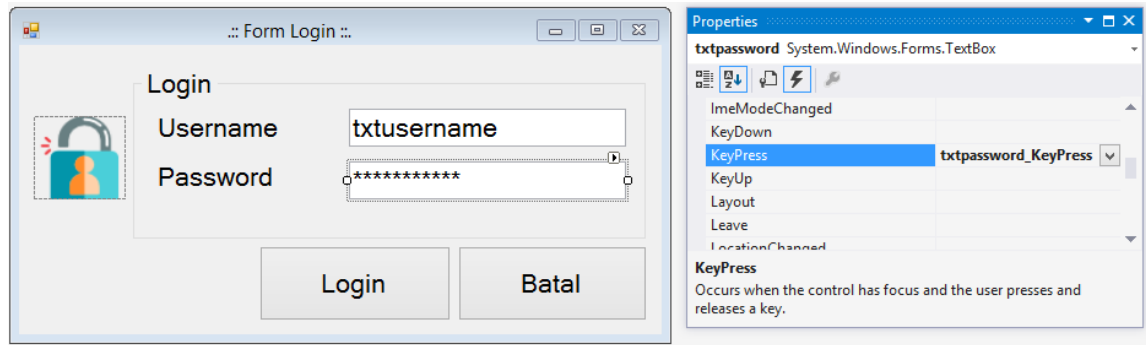 .:: Form Login ::.
Login
Username
txtusername
Password
***********
Login
Batal
Properties
txtpassword System.Windows.Forms.TextBox
ImeModeChanged
KeyDown
KeyPress
txtpassword_KeyPress
KeyUp
Layout
Leave
LocationChanged
KeyPress
Occurs when the control has focus and the user presses and
releases a key.